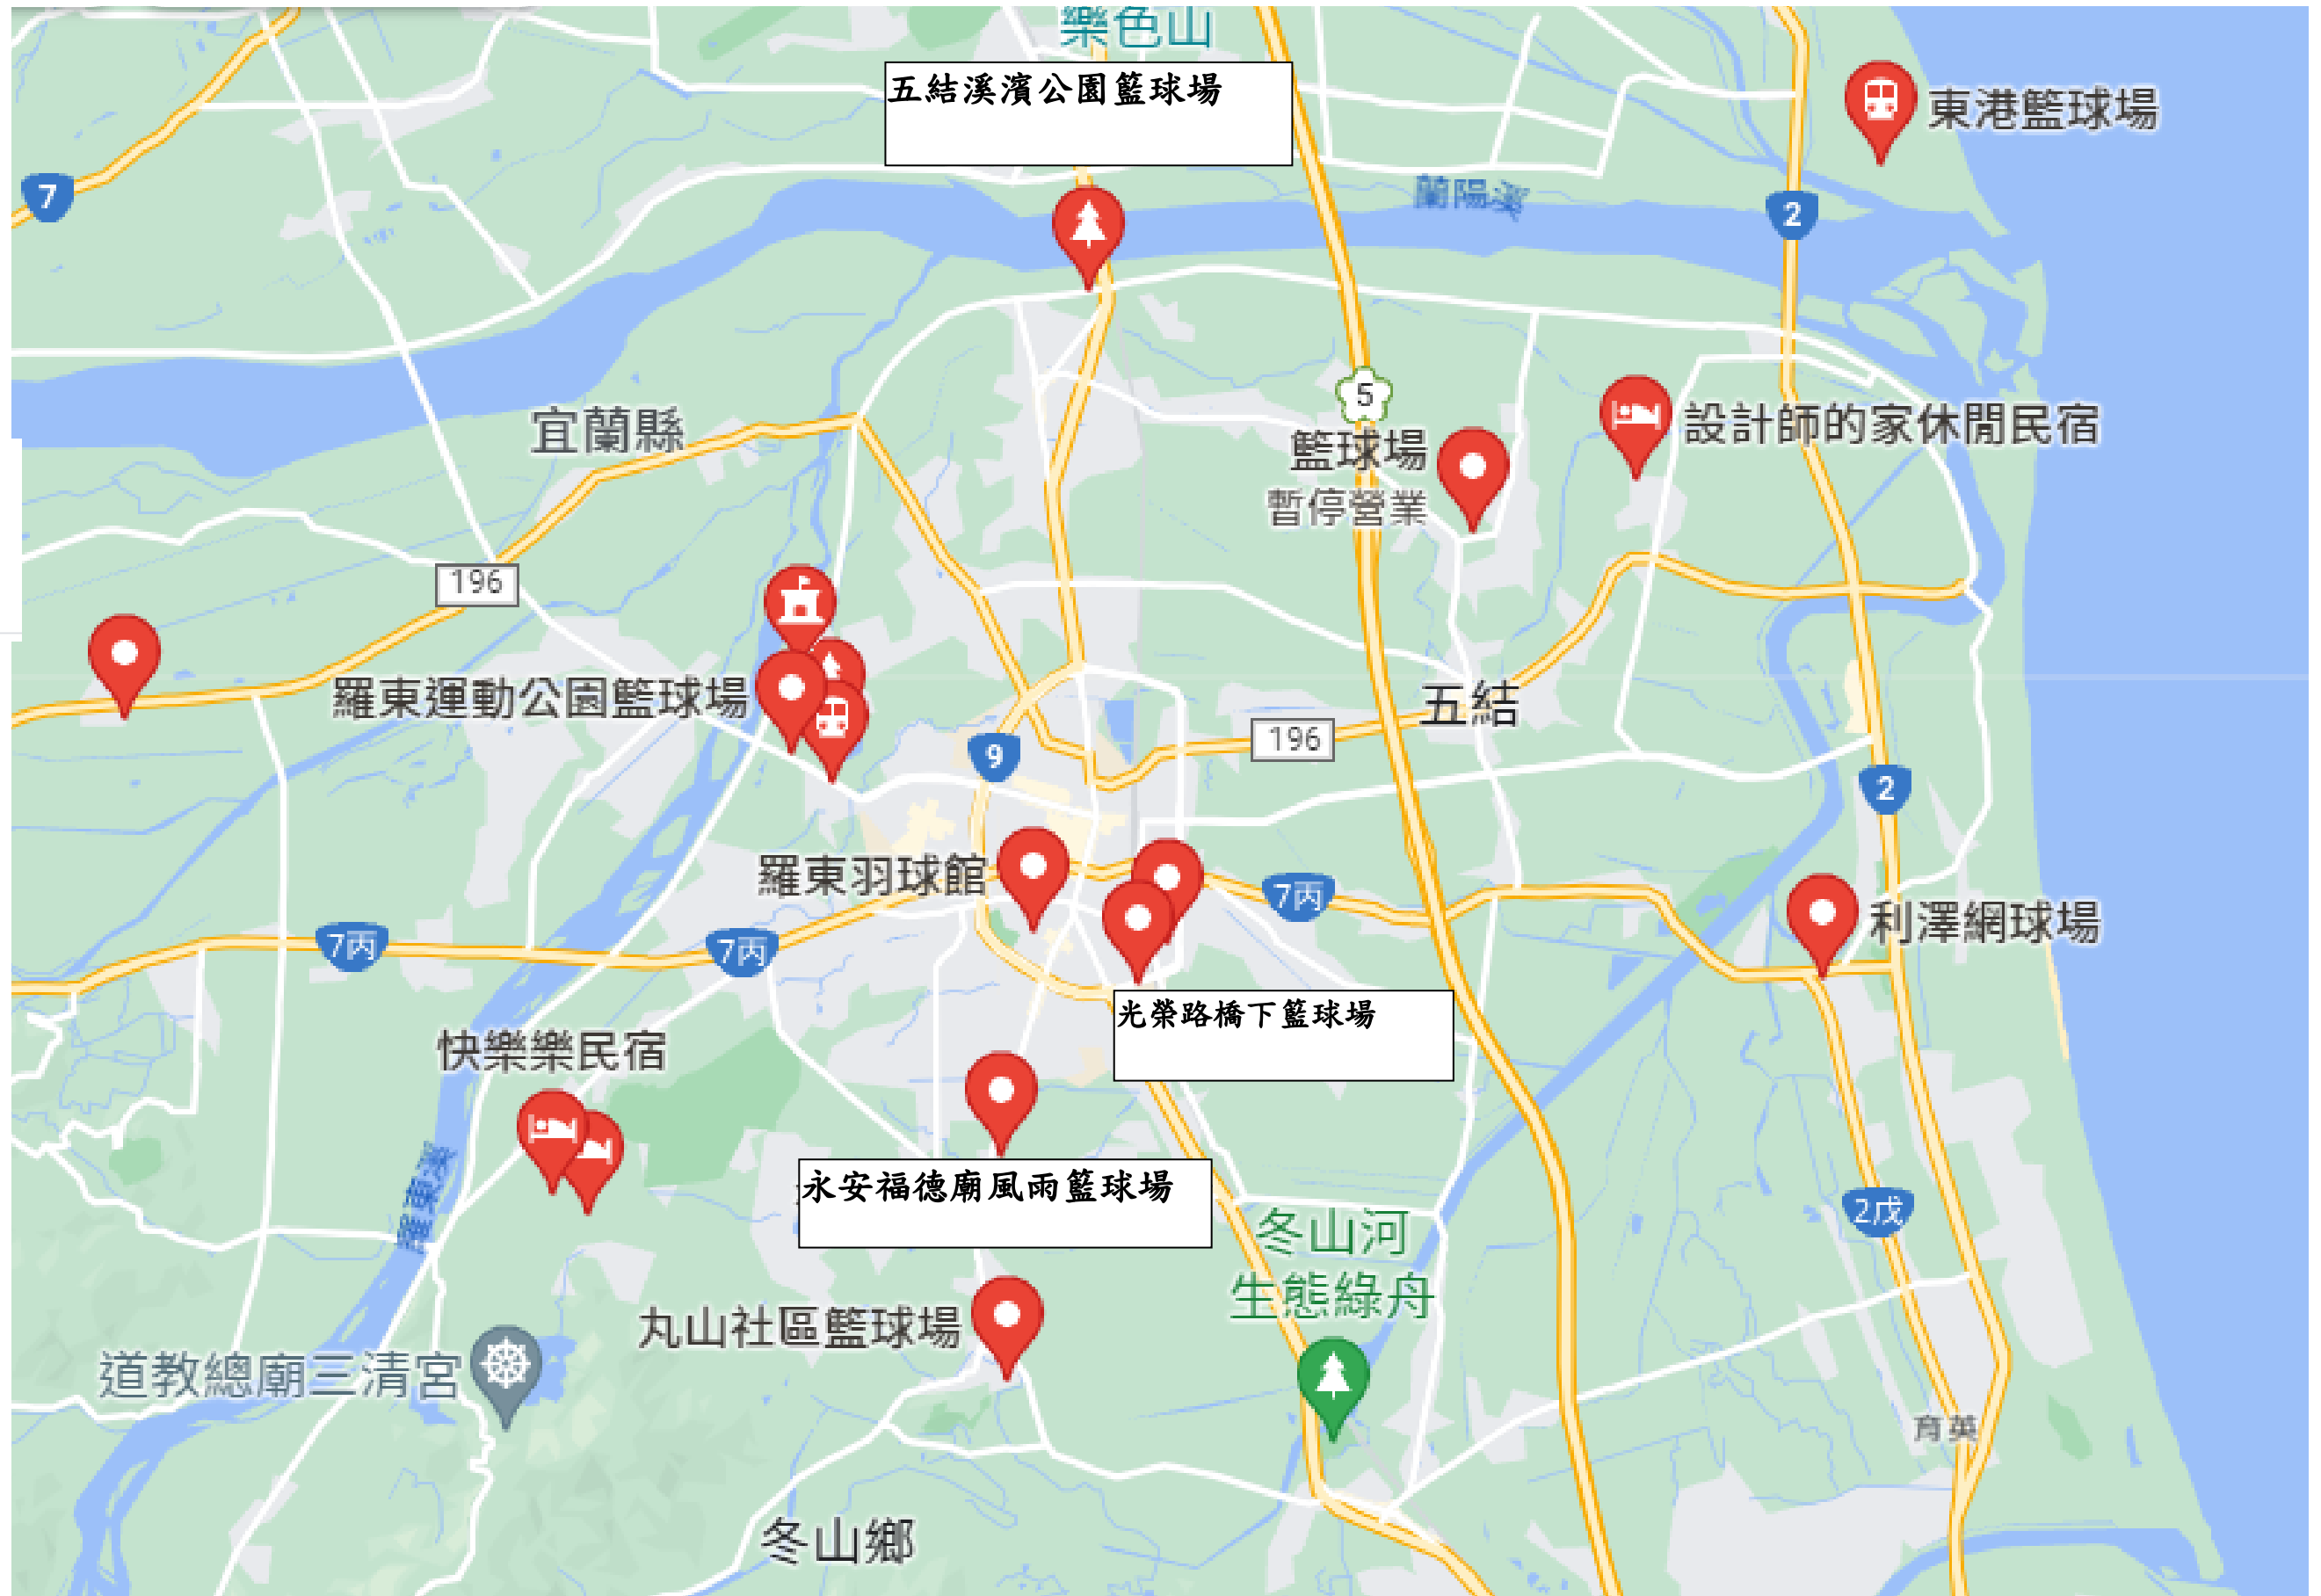 樂色山
五結溪濱公園籃球場
東港籃球場
7
蘭陽溪
2
5
宜蘭縣
籃球場
暫停營業
設計師的家休閒民宿
196
羅東運動公園籃球場
五結
196
9
2
羅東羽球館
7丙
利澤網球場
7丙
7丙
光榮路橋下籃球場
快樂樂民宿
羅東溪
永安福德廟風雨籃球場
2戊
冬山河
生態綠舟
丸山社區籃球場
道教總廟三清宮
育英
冬山鄉